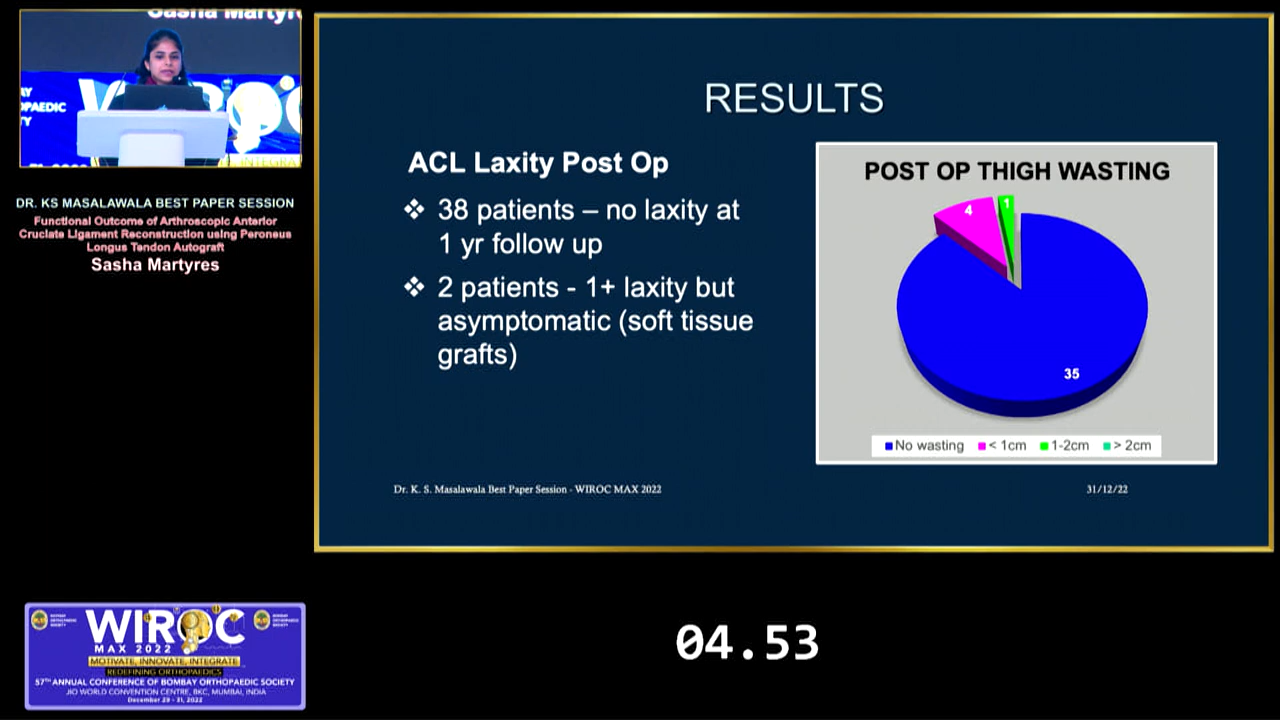 Sasha Martyres
DR. KS MASALAWALA BEST PAPER SESSION
Functional Outcome of Arthroscopic Anterior
Cruciate Ligament Reconstruction using Peroneus
Longus Tendon Autograft
Sasha Martyres
RESULTS
ACL Laxity Post Op
❖ 38 patients – no laxity at
1 yr follow up
❖ 2 patients - 1+ laxity but
asymptomatic (soft tissue
grafts)
POST OP THIGH WASTING
4
1
35
No wasting < 1cm 1-2cm > 2cm
Dr. K. S. Masalawala Best Paper Session - WIROC MAX 2022
31/12/22
04.53
WIROC
MAX 2022
MOTIVATE, INNOVATE, INTEGRATE
REDEFINING ORTHOPAEDICS
57TH ANNUAL CONFERENCE OF BOMBAY ORTHOPAEDIC SOCIETY
JIO WORLD CONVENTION CENTRE, BKC, MUMBAI, INDIA
December 29 - 31, 2022